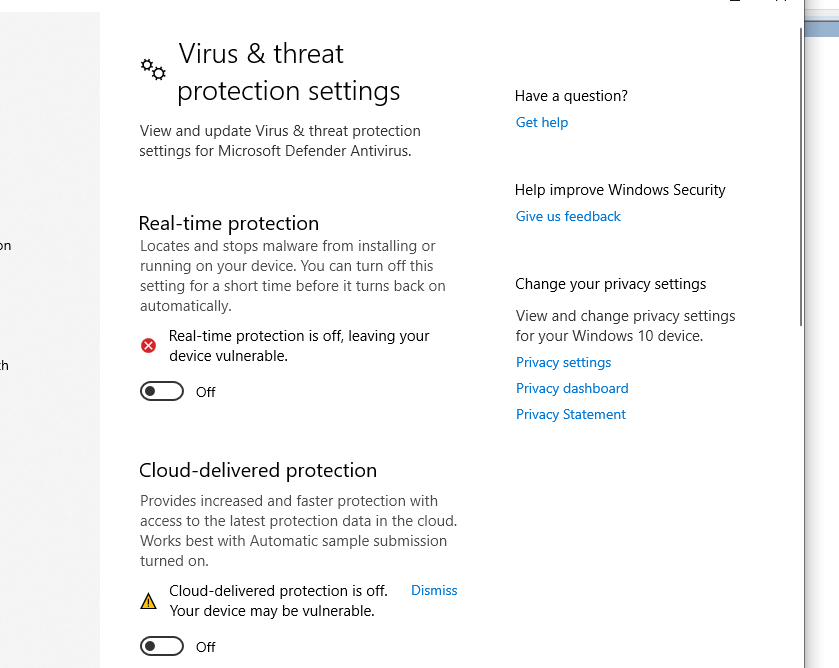 Virus & threat
protection settings
View and update Virus & threat protection
settings for Microsoft Defender Antivirus.
Real-time protection
Locates and stops malware from installing or
running on your device. You can turn off this
setting for a short time before it turns back on
automatically.
Real-time protection is off, leaving your
device vulnerable.
Off
Cloud-delivered protection
Provides increased and faster protection with
access to the latest protection data in the cloud.
Works best with Automatic sample submission
turned on.
Cloud-delivered protection is off. Dismiss
Your device may be vulnerable.
Off
Have a question?
Get help
Help improve Windows Security
Give us feedback
Change your privacy settings
View and change privacy settings
for your Windows 10 device.
Privacy settings
Privacy dashboard
Privacy Statement